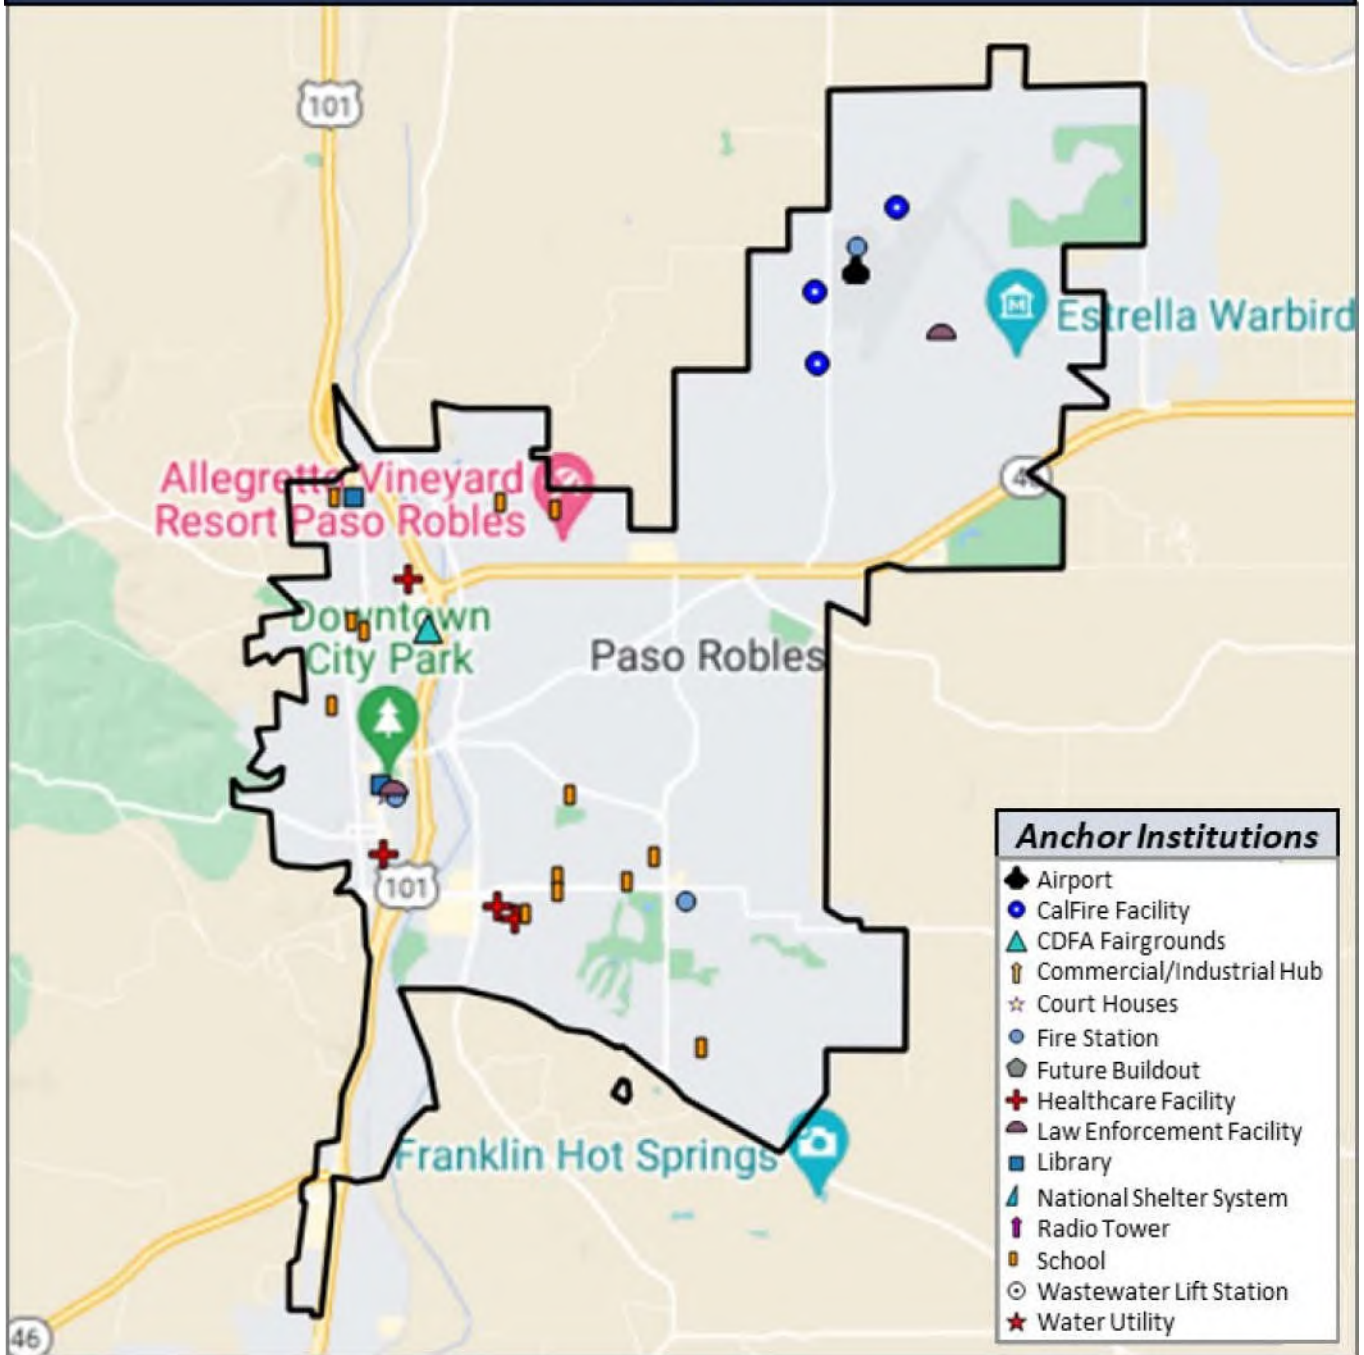 101
Estrella Warbird
Allegretto Vineyard
Resort Paso Robles
46
Downtown
City Park
Paso Robles
101
Franklin Hot Springs
46
Anchor Institutions
Airport
CalFire Facility
CDFA Fairgrounds
Commercial/Industrial Hub
Court Houses
Fire Station
Future Buildout
Healthcare Facility
Law Enforcement Facility
Library
National Shelter System
Radio Tower
School
Wastewater Lift Station
Water Utility